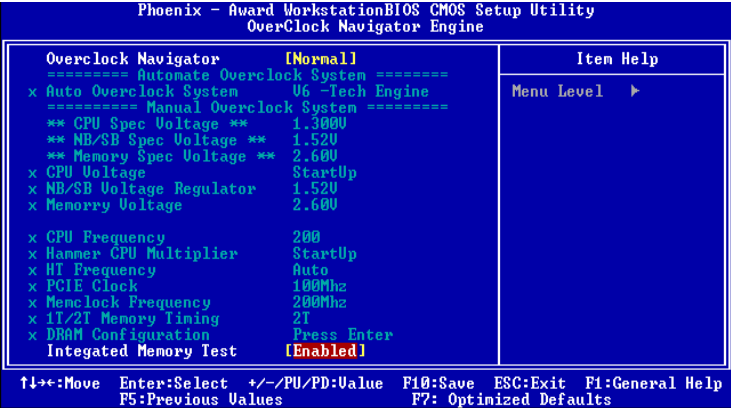 Phoenix - Award WorkstationBIOS CMOS Setup Utility
OverClock Navigator Engine
Overclock Navigator [Normal]
========= Automate Overclock System ========
x Auto Overclock System V6 -Tech Engine
========== Manual Overclock System =========
** CPU Spec Voltage ** 1.300V
** NB/SB Spec Voltage ** 1.52V
** Memory Spec Voltage ** 2.60V
x CPU Voltage StartUp
x NB/SB Voltage Regulator 1.52V
x Memorry Voltage 2.60V
x CPU Frequency 200
x Hammer CPU Multiplier StartUp
x HT Frequency Auto
x PCIE Clock 100Mhz
x Memclock Frequency 200Mhz
x 1T/2T Memory Timing 2T
x DRAM Configuration Press Enter
Integated Memory Test [Enabled]
Item Help
Menu Level ▶
↑↓→←:Move Enter:Select +/-/PU/PD:Value F10:Save ESC:Exit F1:General Help
F5:Previous Values F7: Optimized Defaults